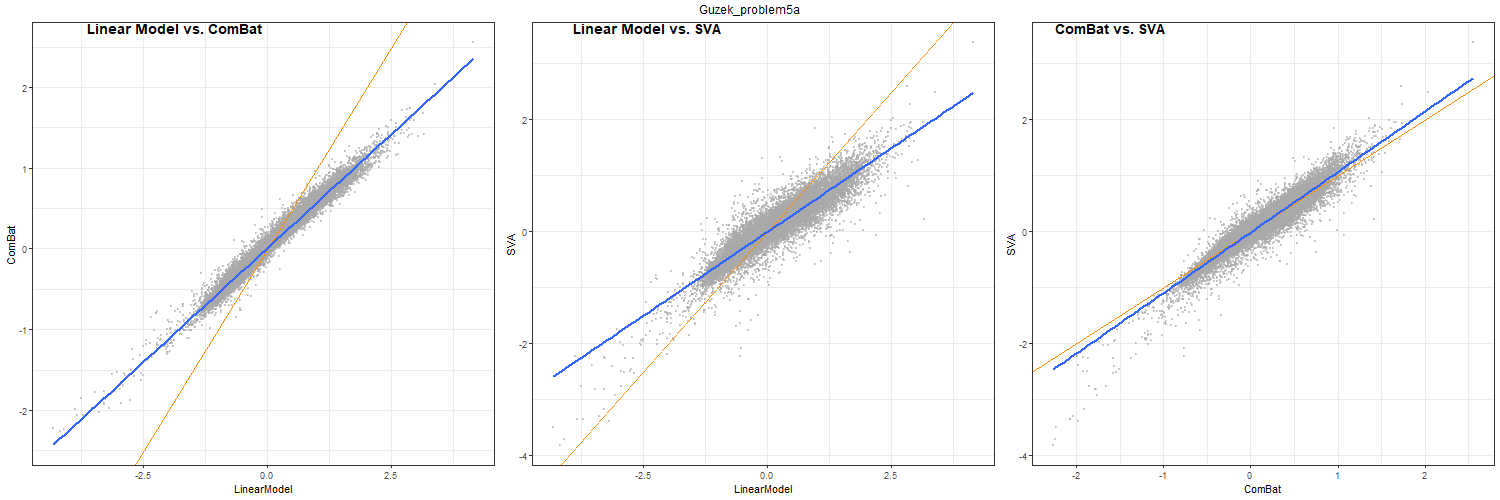 Guzek_problem5a
Linear Model vs. ComBat
2
1
0
-1
-2
ComBat
-2.5
0.0
2.5
LinearModel
Linear Model vs. SVA
2
0
-2
-4
SVA
-2.5
0.0
2.5
LinearModel
ComBat vs. SVA
2
0
-2
-4
SVA
-2
-1
0
1
2
ComBat